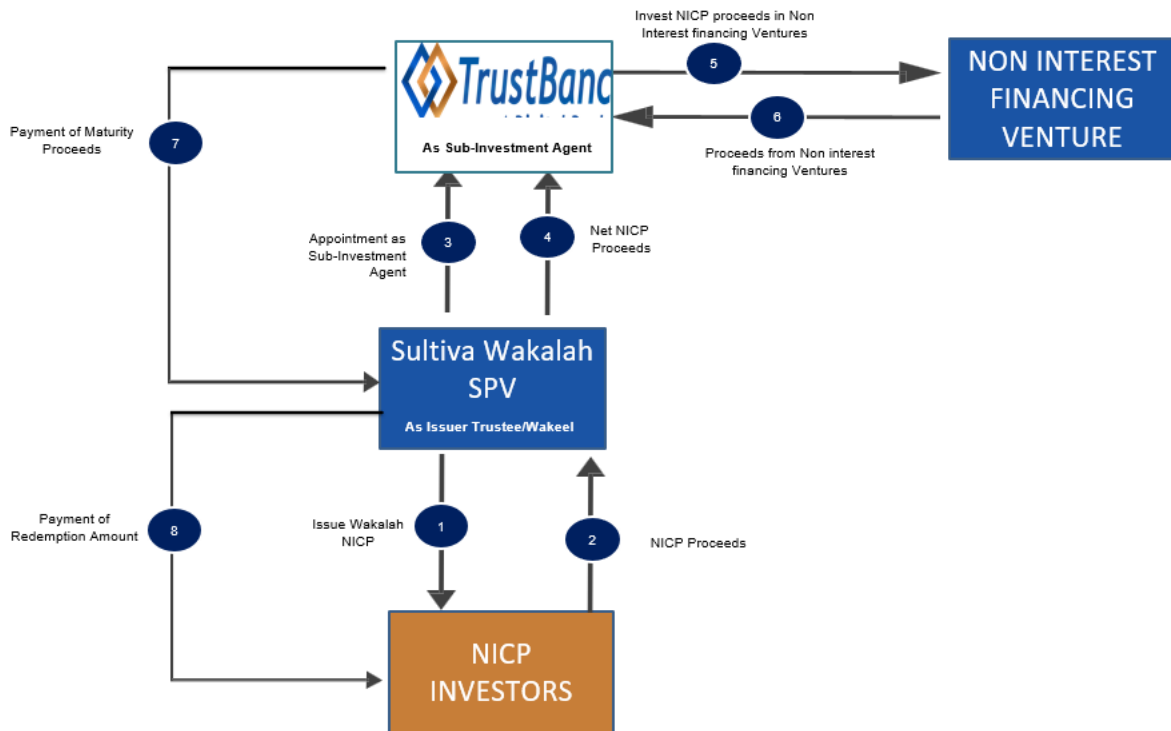 Invest NICP proceeds in Non
Interest financing Ventures
5
TrustBanc
As Sub-Investment Agent
NON INTEREST
FINANCING
VENTURE
6
Proceeds from Non interest
financing Ventures
Payment of Maturity
Proceeds
7
Appointment as
Sub-Investment
Agent
3
4
Net NICP
Proceeds
Sultiva Wakalah
SPV
As Issuer Trustee/Wakeel
Payment of
Redemption Amount
8
Issue Wakalah
NICP
1
2
NICP Proceeds
NICP
INVESTORS